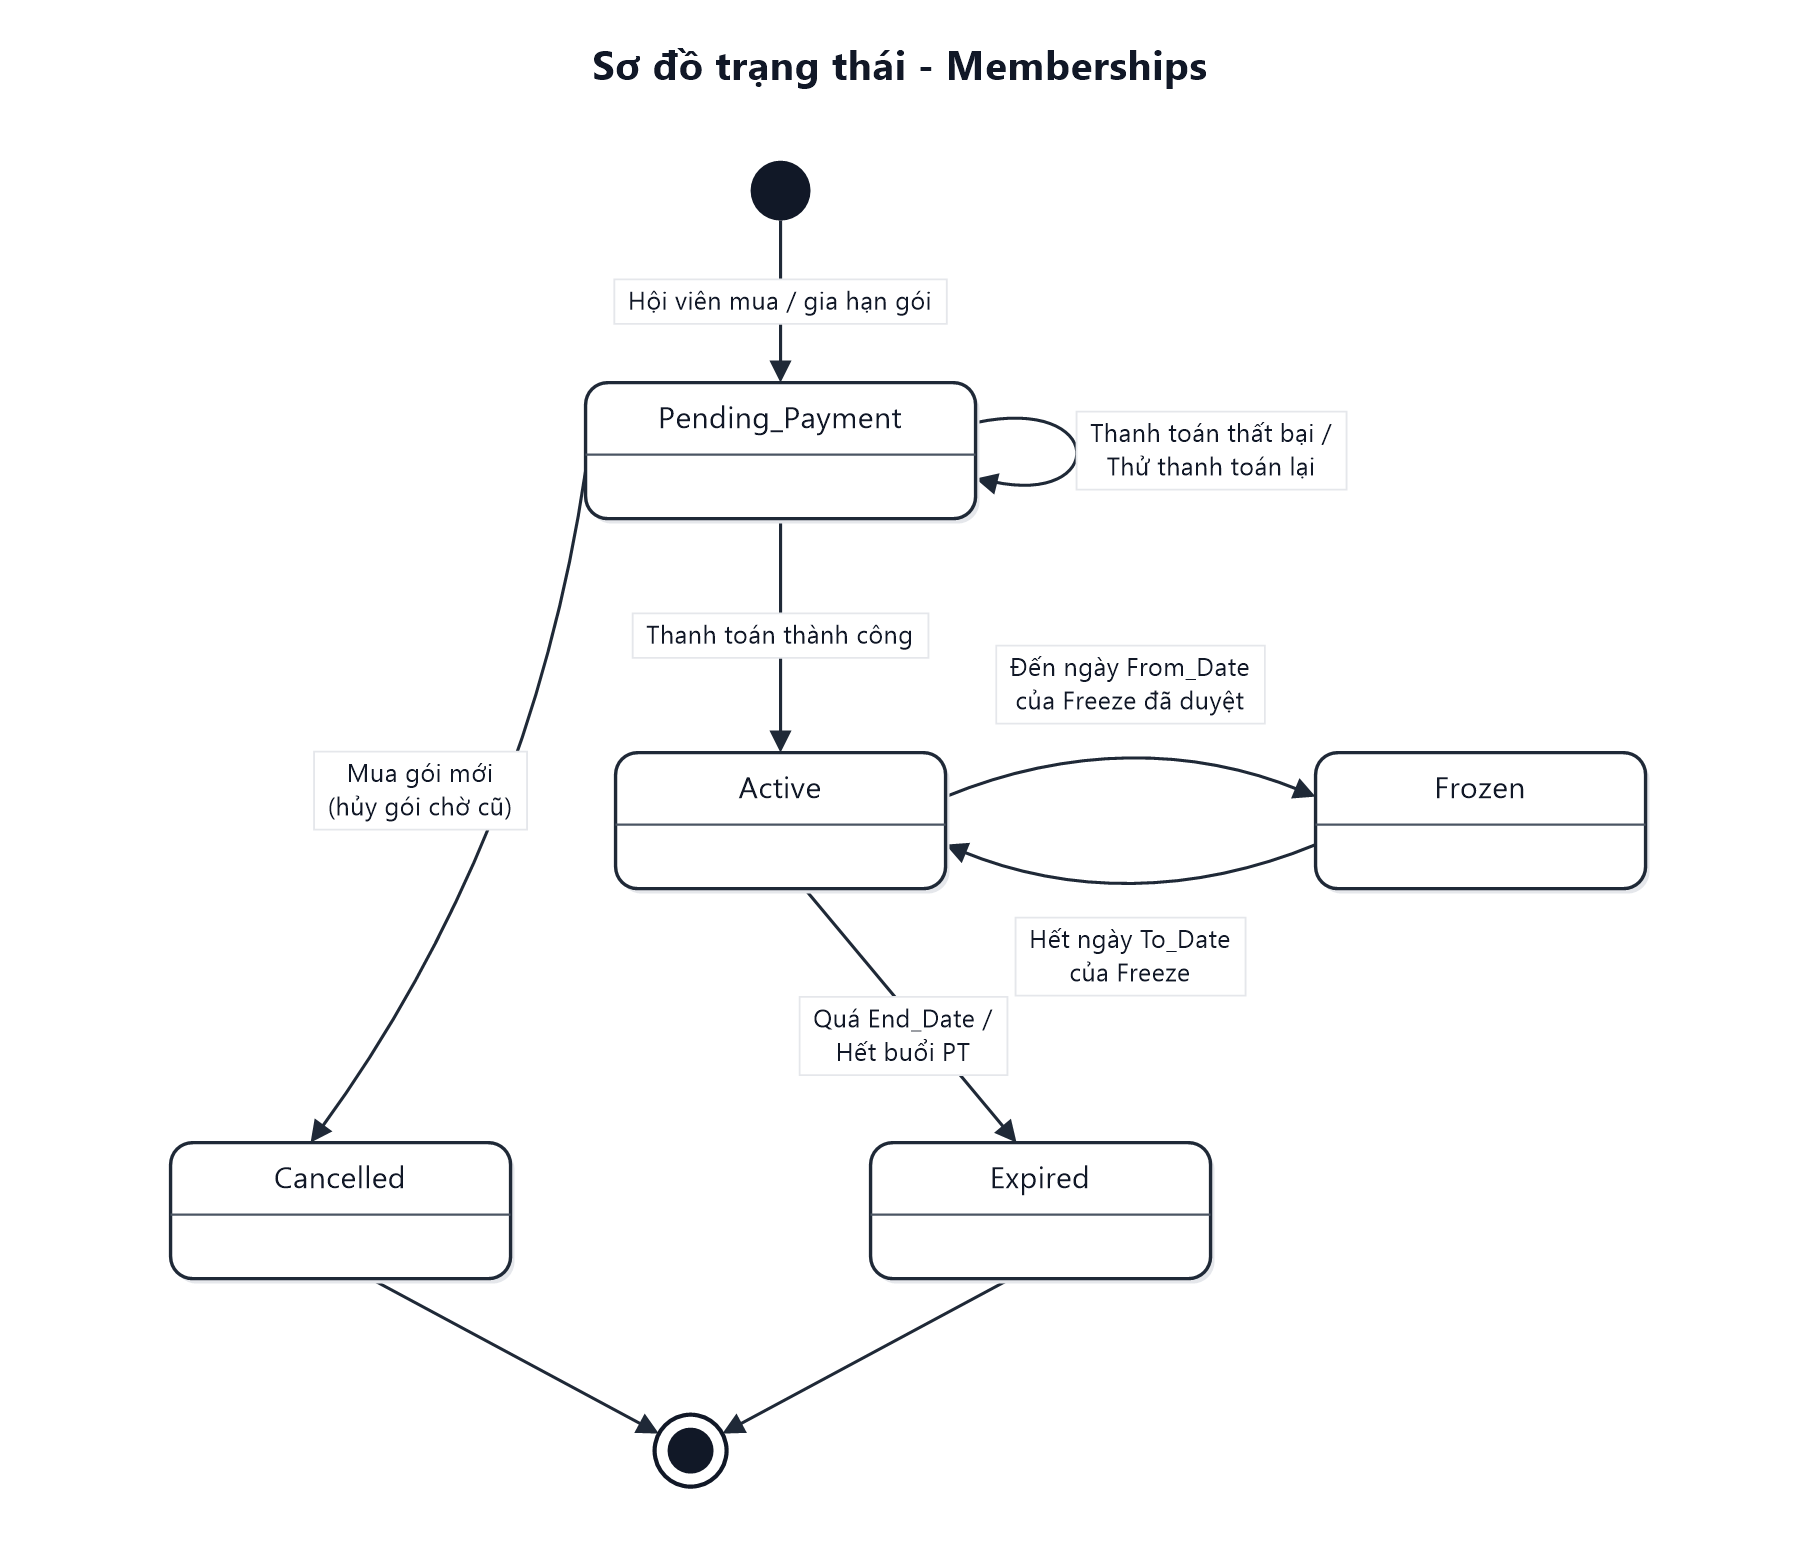 Sơ đồ trạng thái - Memberships
Hội viên mua / gia hạn gói
Pending_Payment
Thanh toán thất bại /
Thử thanh toán lại
Thanh toán thành công
Đến ngày From_Date
của Freeze đã duyệt
Mua gói mới
(hủy gói chờ cũ)
Active
Frozen
Hết ngày To_Date
của Freeze
Quá End_Date /
Hết buổi PT
Cancelled
Expired